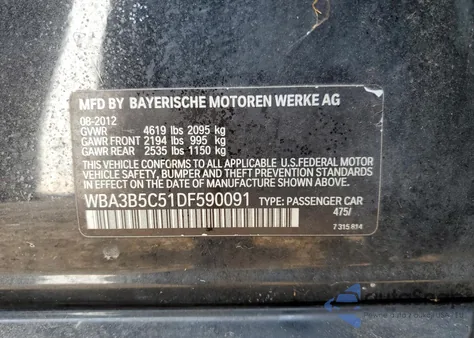 MFD BY BAYERISCHE MOTOREN WERKE AG
08-2012
GVWR 4619 lbs 2095 kg
GAWR FRONT 2194 lbs 995 kg
GAWR REAR 2535 lbs 1150 kg
THIS VEHICLE CONFORMS TO ALL APPLICABLE U.S.FEDERAL MOTOR
VEHICLE SAFETY, BUMPER AND THEFT PREVENTION STANDARDS
IN EFFECT ON THE DATE OF MANUFACTURE SHOWN ABOVE.
WBA3B5C51DF590091 TYPE: PASSENGER CAR
475/
7 315 814